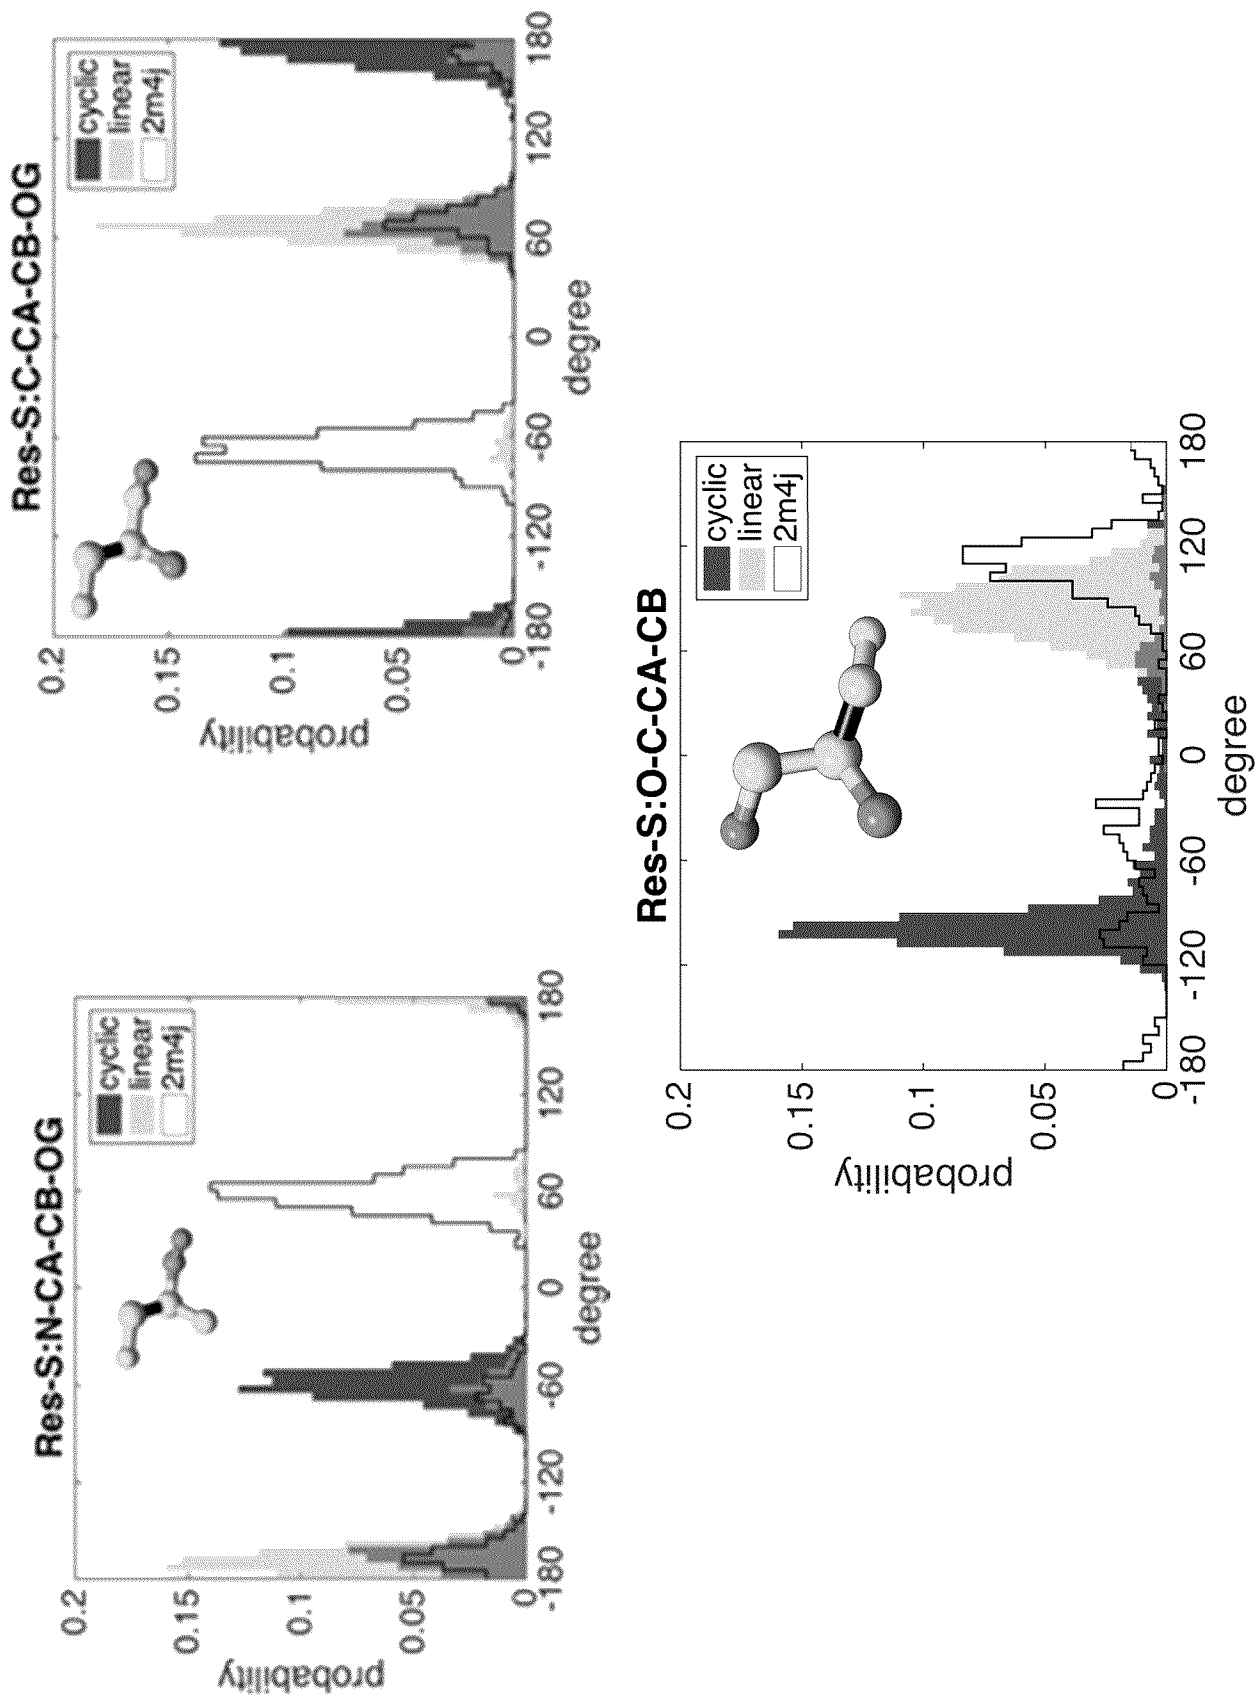 Res-S:N-CA-CB-OG
probability
0.2
0.15
0.1
0.05
0
-180
-120
-60
0
60
120
180
degree
cyclic
linear
2m4j
Res-S:C-CA-CB-OG
probability
0.2
0.15
0.1
0.05
0
-180
-120
-60
0
60
120
180
degree
cyclic
linear
2m4j
Res-S:O-C-CA-CB
probability
0.2
0.15
0.1
0.05
0
-180
-120
-60
0
60
120
180
degree
cyclic
linear
2m4j